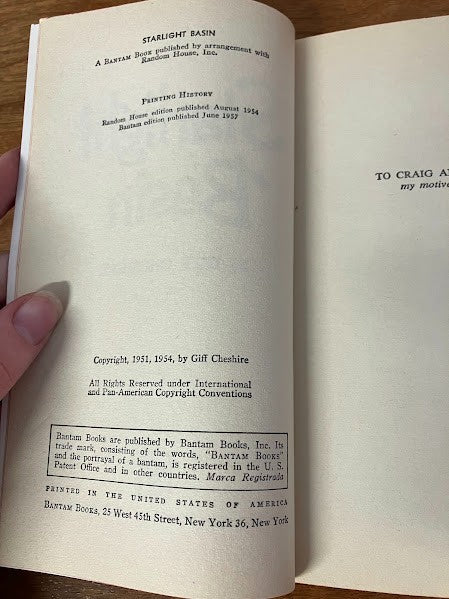 STARLIGHT BASIN
A BANTAM BOOK published by arrangement with
Random House, Inc.
PRINTING HISTORY
Random House edition published August 1954
Bantam edition published June 1957
Copyright, 1951, 1954, by Giff Cheshire
All Rights Reserved under International
and Pan-American Copyright Conventions
Bantam Books are published by Bantam Books, Inc. Its
trade mark, consisting of the words, "BANTAM BOOKS"
and the portrayal of a bantam, is registered in the U. S.
Patent Office and in other countries. Marca Registrada
PRINTED IN THE UNITED STATES OF AMERICA
BANTAM BOOKS, 25 West 45th Street, New York 36, New York
TO CRAIG
my